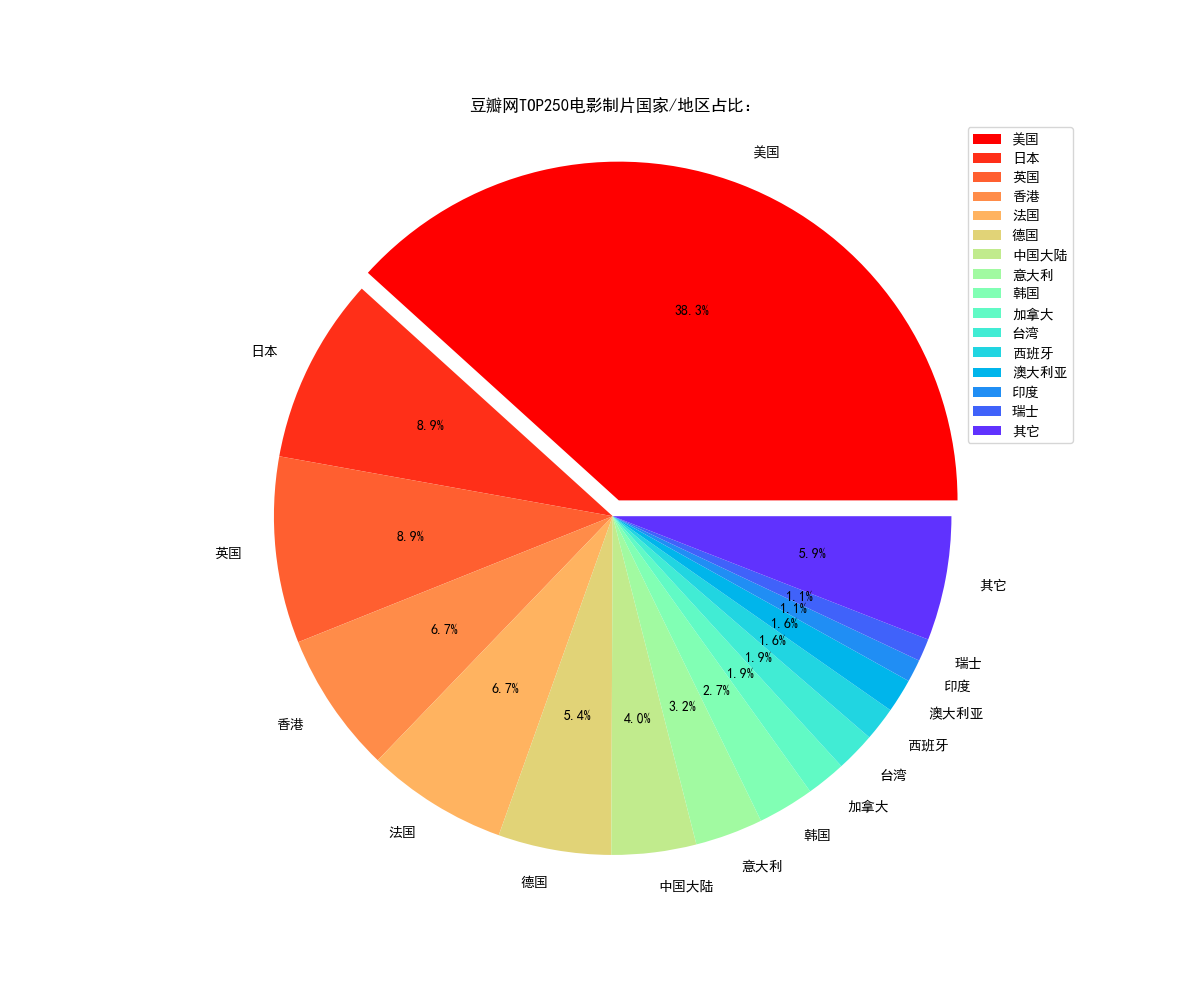 豆瓣网TOP250电影制片国家/地区占比：
美国
38.3%
日本
8.9%
英国
8.9%
香港
6.7%
法国
6.7%
德国
5.4%
中国大陆
4.0%
意大利
3.2%
韩国
2.7%
加拿大
1.9%
台湾
1.9%
西班牙
1.6%
澳大利亚
1.6%
印度
1.1%
瑞士
1.1%
其它
5.9%
美国
日本
英国
香港
法国
德国
中国大陆
意大利
韩国
加拿大
台湾
西班牙
澳大利亚
印度
瑞士
其它